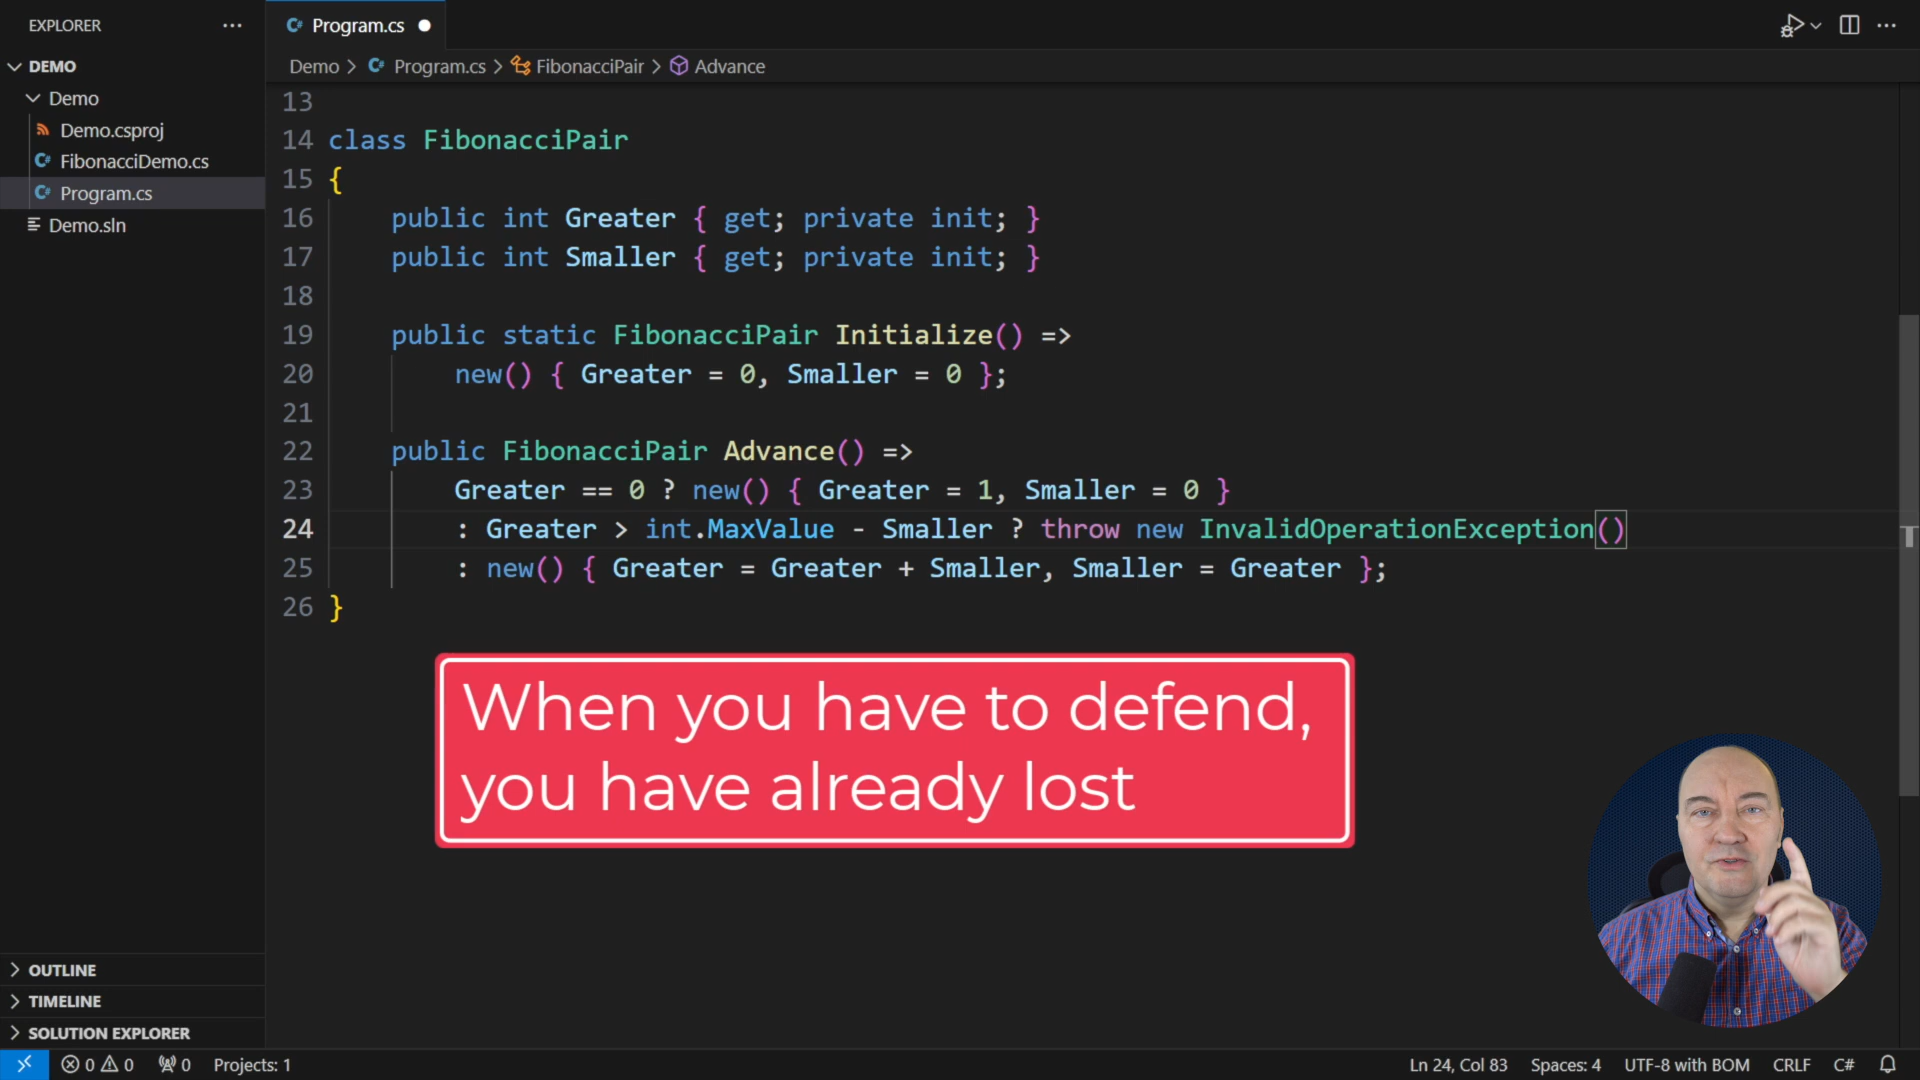 EXPLORER
DEMO
Demo
Demo.csproj
FibonacciDemo.cs
Program.cs
Demo.sln
OUTLINE
TIMELINE
SOLUTION EXPLORER
Program.cs
Demo > Program.cs > FibonacciPair > Advance
13
14 class FibonacciPair
15 {
16 public int Greater { get; private init; }
17 public int Smaller { get; private init; }
18
19 public static FibonacciPair Initialize() =>
20 new() { Greater = 0, Smaller = 0 };
21
22 public FibonacciPair Advance() =>
23 Greater == 0 ? new() { Greater = 1, Smaller = 0 }
24 : Greater > int.MaxValue - Smaller ? throw new InvalidOperationException()
25 : new() { Greater = Greater + Smaller, Smaller = Greater };
26 }
When you have to defend,
you have already lost
0 0 0 Projects: 1 Ln 24, Col 83 Spaces: 4 UTF-8 with BOM CRLF C#